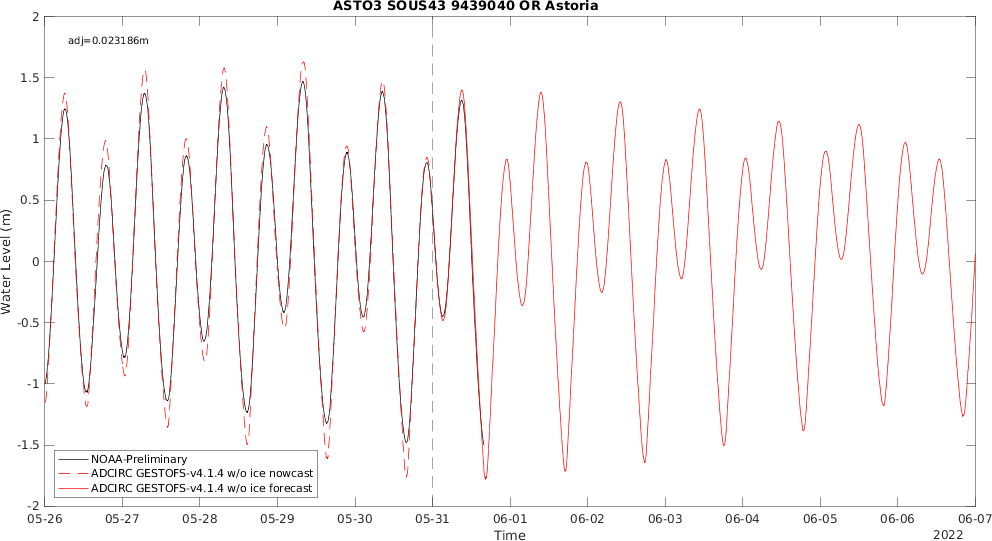 ASTO3 SOUS43 9439040 OR Astoria
adj=0.023186m
2
1.5
1
0.5
0
-0.5
-1
-1.5
-2
Water Level (m)
NOAA-Preliminary
ADCIRC GESTOFS-v4.1.4 w/o ice nowcast
ADCIRC GESTOFS-v4.1.4 w/o ice forecast
05-26 05-27 05-28 05-29 05-30 05-31 06-01 06-02 06-03 06-04 06-05 06-06 06-07
Time
2022